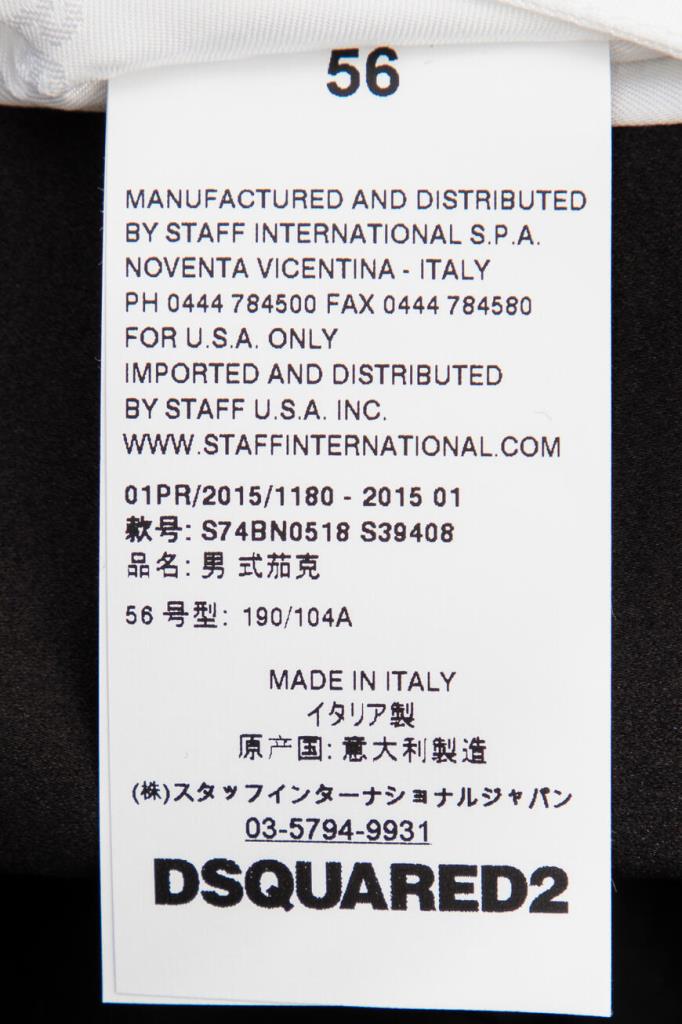 56
MANUFACTURED AND DISTRIBUTED
BY STAFF INTERNATIONAL S.P.A.
NOVENTA VICENTINA - ITALY
PH 0444 784500 FAX 0444 784580
FOR U.S.A. ONLY
IMPORTED AND DISTRIBUTED
BY STAFF U.S.A. INC.
WWW.STAFFINTERNATIONAL.COM
01PR/2015/1180 - 2015 01
款号: S74BN0518 S39408
品名: 男 式茄克
56 号型: 190/104A
MADE IN ITALY
イタリア製
原产国: 意大利製造
(株)スタッフインターナショナルジャパン
03-5794-9931
DSQUARED2